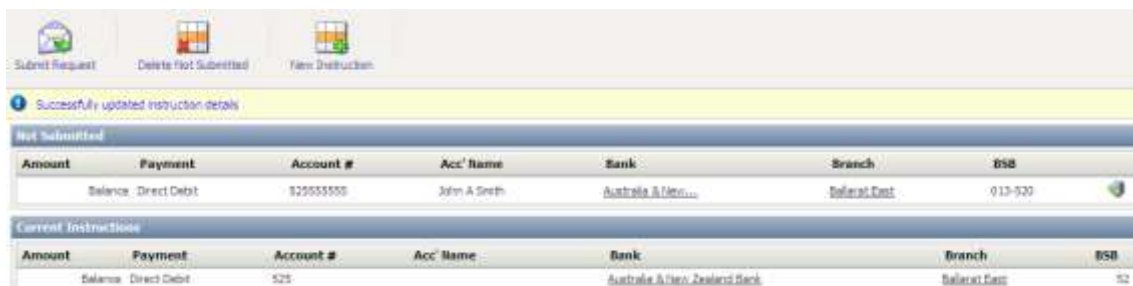 Submit Request Delete Not Submitted New Instruction
Successfully updated instruction details
Not Submitted
Amount Payment Account # Acc' Name Bank Branch BSB
Balance Direct Debit 525555555 John A Smith Australia & New... Ballarat East 013-520
Current Instructions
Amount Payment Account # Acc' Name Bank Branch BSB
Balance Direct Debit 525 Australia & New Zealand Bank Ballarat East 52